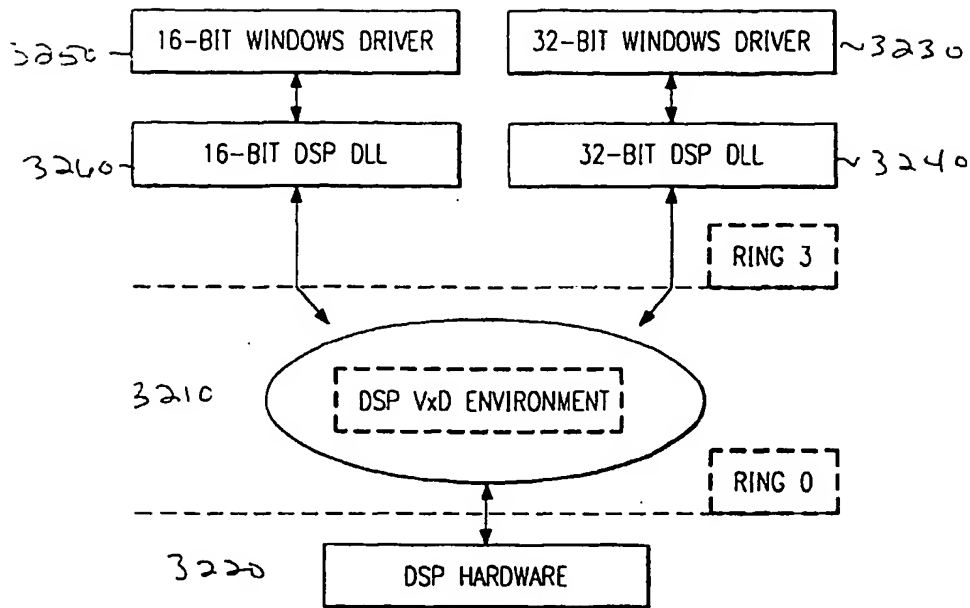 3250 16-BIT WINDOWS DRIVER 32-BIT WINDOWS DRIVER 3230
3260 16-BIT DSP DLL 32-BIT DSP DLL 3240
RING 3
3210 DSP VxD ENVIRONMENT
RING 0
3220 DSP HARDWARE